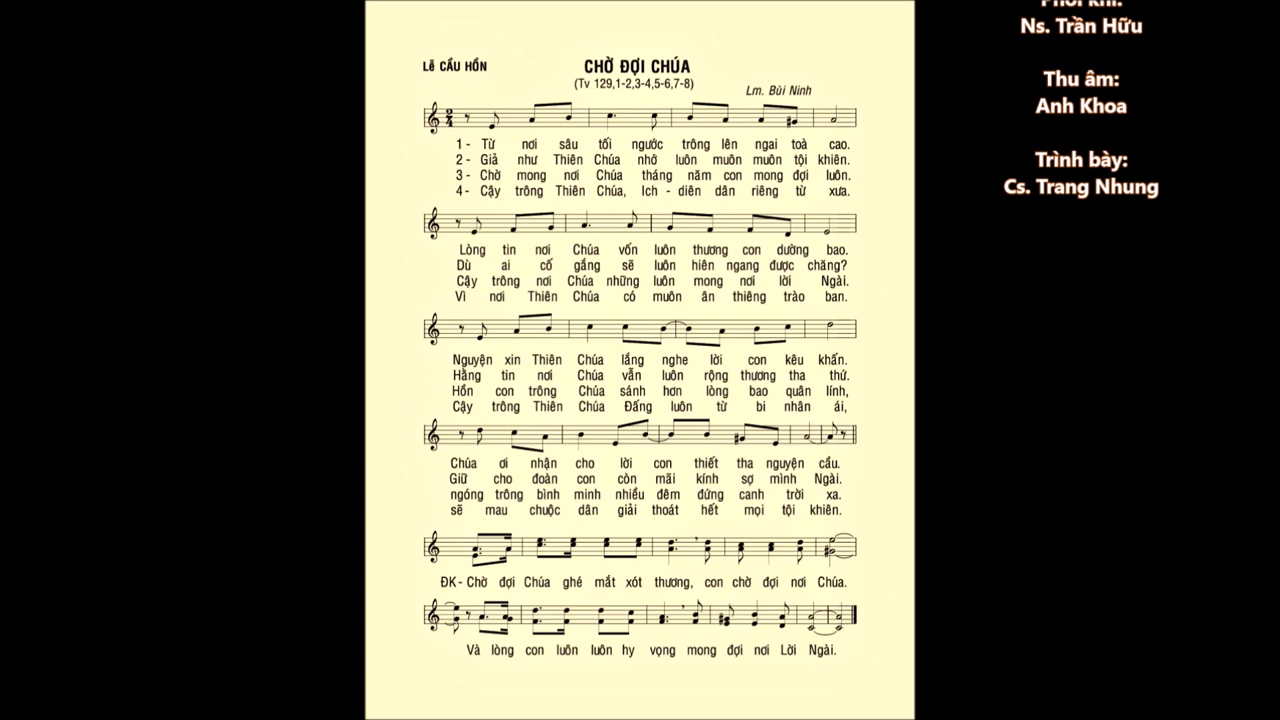 Phối khí:
Ns. Trần Hữu
Thu âm:
Anh Khoa
Trình bày:
Cs. Trang Nhung
Lễ CẦU HỒN
CHỜ ĐỢI CHÚA
(Tv 129,1-2,3-4,5-6,7-8)
Lm. Bùi Ninh
1 - Từ nơi sâu tối ngước trông lên ngai toà cao.
2 - Giả như Thiên Chúa nhớ luôn muôn muôn tội khiên.
3 - Chờ mong nơi Chúa tháng năm con mong đợi luôn.
4 - Cậy trông Thiên Chúa, Ich - diên dân riêng từ xưa.
Lòng tin nơi Chúa vốn luôn thương con dường bao.
Dù ai cố gắng sẽ luôn hiên ngang được chăng?
Cậy trông nơi Chúa những luôn mong nơi lời Ngài.
Vì nơi Thiên Chúa có muôn ân thiêng trào ban.
Nguyện xin Thiên Chúa lắng nghe lời con kêu khấn.
Hằng tin nơi Chúa vẫn luôn rộng thương tha thứ.
Hồn con trông Chúa sánh hơn lòng bao quân lính,
Cậy trông Thiên Chúa Đấng luôn từ bi nhân ái,
Chúa ơi nhận cho lời con thiết tha nguyện cầu.
Giữ cho đoàn con còn mãi kính sợ mình Ngài.
ngóng trông bình minh nhiều đêm đứng canh trời xa.
sẽ mau chuộc dân giải thoát hết mọi tội khiên.
ĐK - Chờ đợi Chúa ghé mắt xót thương, con chờ đợi nơi Chúa.
Và lòng con luôn luôn hy vọng mong đợi nơi Lời Ngài.